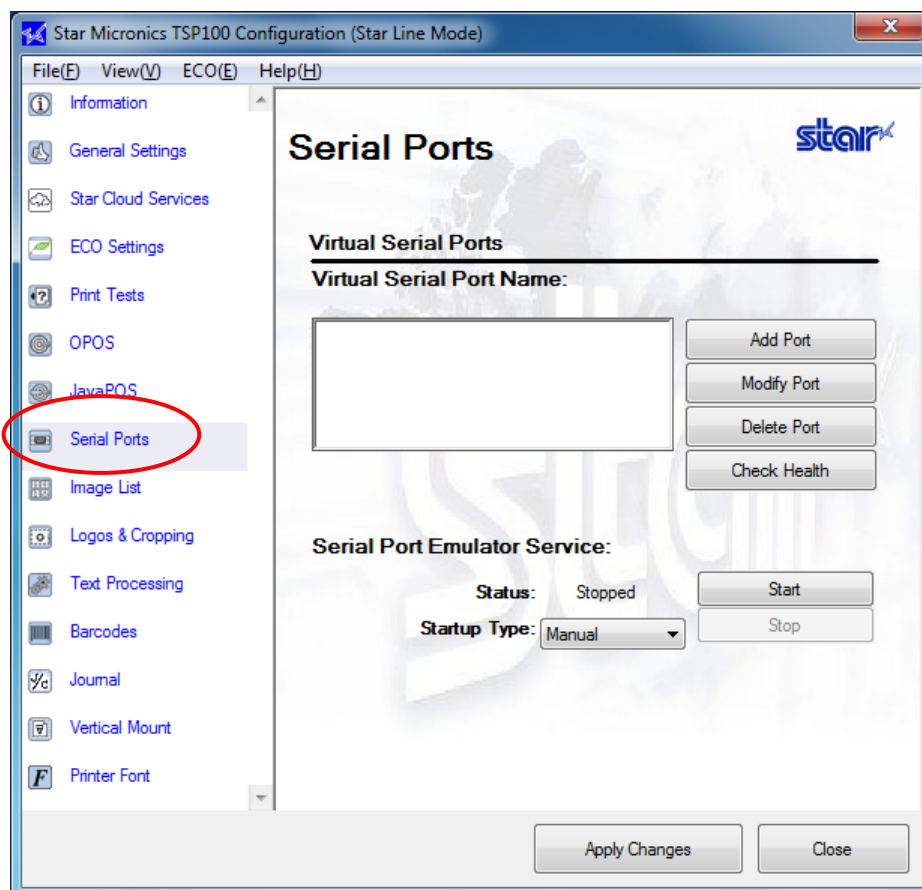 Star Micronics TSP100 Configuration (Star Line Mode)
File(F) View(V) ECO(E) Help(H)
Information
General Settings
Star Cloud Services
ECO Settings
Print Tests
OPOS
JavaPOS
Serial Ports
Image List
Logos & Cropping
Text Processing
Barcodes
Journal
Vertical Mount
Printer Font
Serial Ports
star
Virtual Serial Ports
Virtual Serial Port Name:
Add Port
Modify Port
Delete Port
Check Health
Serial Port Emulator Service:
Status: Stopped
Start
Startup Type: Manual
Stop
Apply Changes
Close